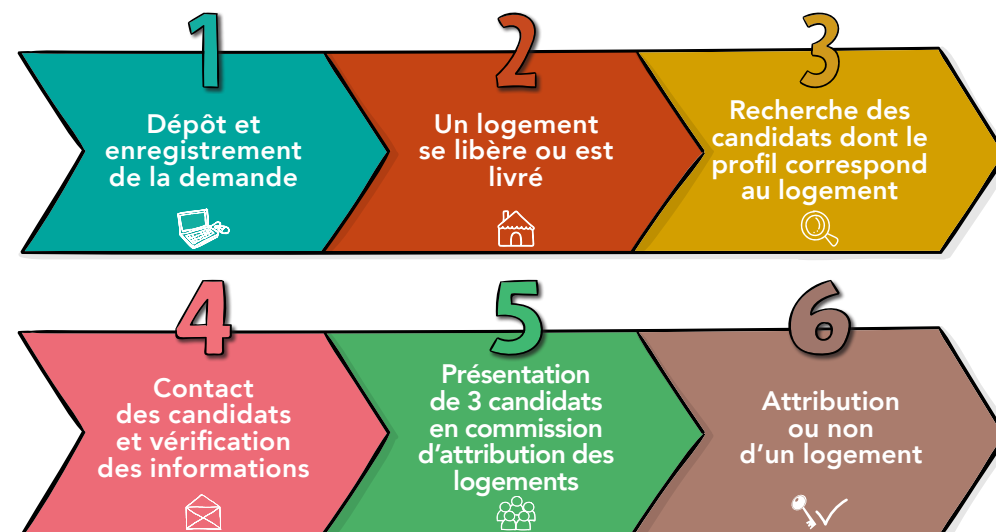 1
Dépôt et
enregistrement
de la demande
2
Un logement
se libère ou est
livré
3
Recherche des
candidats dont le
profil correspond
au logement
4
Contact
des candidats
et vérification
des informations
5
Présentation
de 3 candidats
en commission
d’attribution des
logements
6
Attribution
ou non
d’un logement